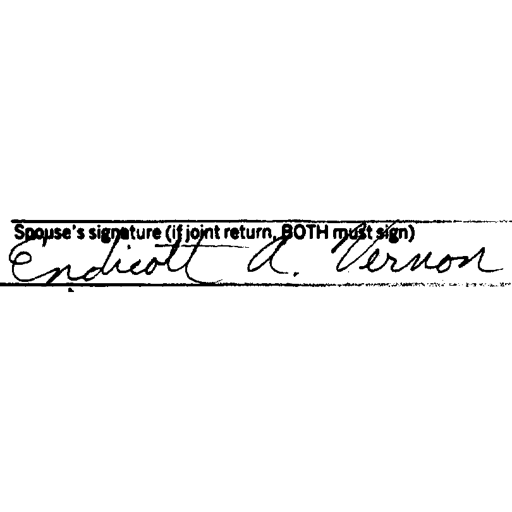 Spouse's signature (if joint return, BOTH must sign)
Endicott A. Vernon